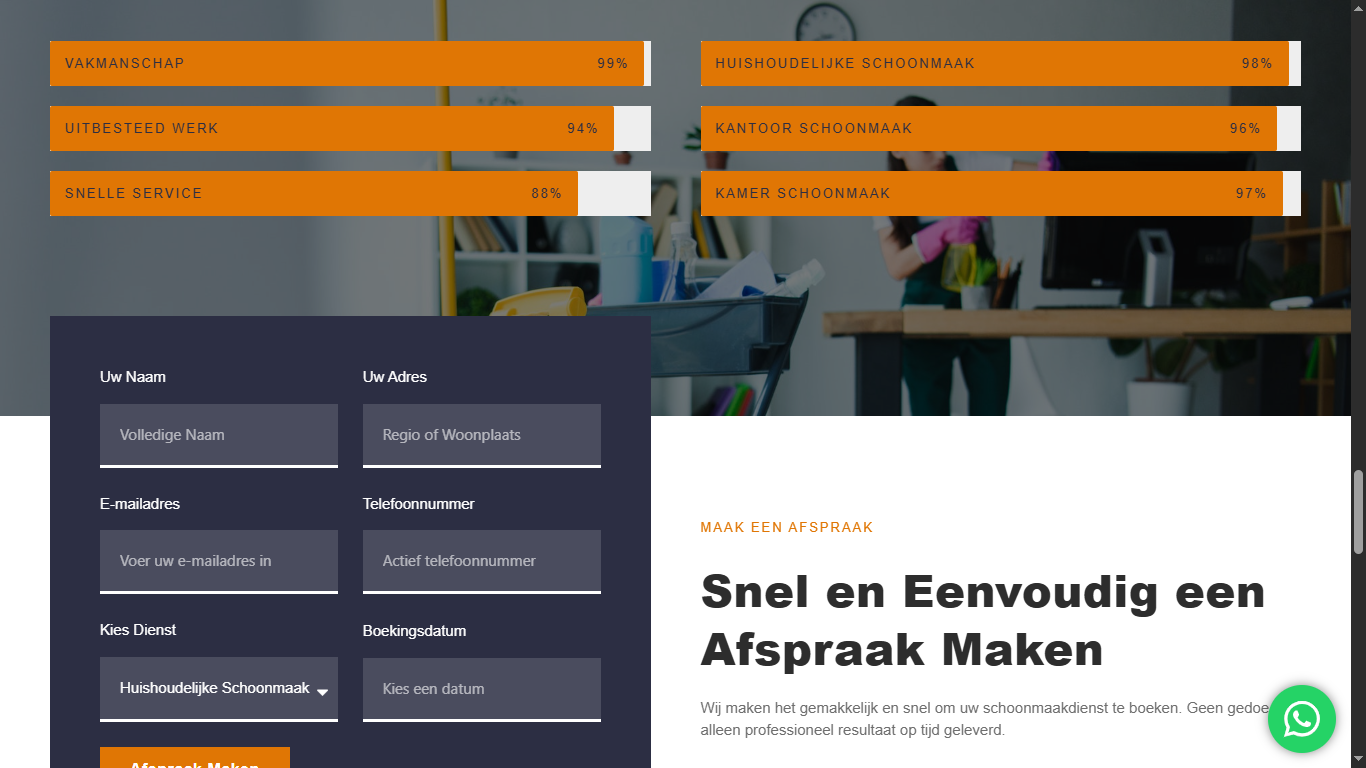 VAKMANSCHAP 99%
UITBESTEED WERK 94%
SNELLE SERVICE 88%
HUISHOUDELIJKE SCHOONMAAK 98%
KANTOOR SCHOONMAAK 96%
KAMER SCHOONMAAK 97%
Uw Naam
Volledige Naam
Uw Adres
Regio of Woonplaats
E-mailadres
Voer uw e-mailadres in
Telefoonnummer
Actief telefoonnummer
Kies Dienst
Huishoudelijke Schoonmaak
Boekingsdatum
Kies een datum
Afspraak Maken
MAAK EEN AFSPRAAK
Snel en Eenvoudig een
Afspraak Maken
Wij maken het gemakkelijk en snel om uw schoonmaakdienst te boeken. Geen gedoe
alleen professioneel resultaat op tijd geleverd.